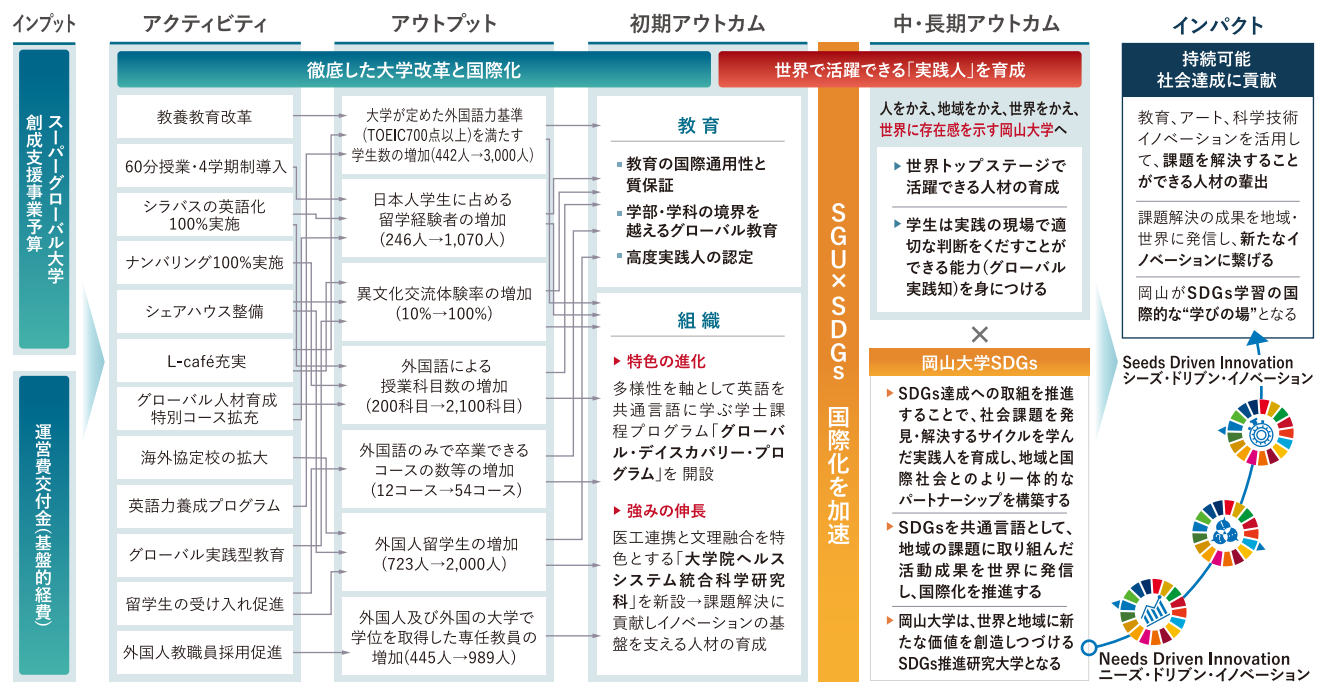 インプット
スーパーグローバル大学
創成支援事業予算
運営費交付金(基盤的経費)
アクティビティ
アウトプット
初期アウトカム
中・長期アウトカム
インパクト
徹底した大学改革と国際化
世界で活躍できる「実践人」を育成
教養教育改革
60分授業・4学期制導入
シラバスの英語化
100%実施
ナンバリング100%実施
シェアハウス整備
L-café充実
グローバル人材育成
特別コース拡充
海外協定校の拡大
英語力養成プログラム
グローバル実践型教育
留学生の受け入れ促進
外国人教職員採用促進
大学が定めた外国語力基準
(TOEIC700点以上)を満たす
学生数の増加(442人→3,000人)
日本人学生に占める
留学経験者の増加
(246人→1,070人)
異文化交流体験率の増加
(10%→100%)
外国語による
授業科目数の増加
(200科目→2,100科目)
外国語のみで卒業できる
コースの数等の増加
(12コース→54コース)
外国人留学生の増加
(723人→2,000人)
外国人及び外国の大学で
学位を取得した専任教員の
増加(445人→989人)
教育
▪教育の国際通用性と
質保証
▪学部・学科の境界を
越えるグローバル教育
▪高度実践人の認定
組織
▶特色の進化
多様性を軸として英語を
共通言語に学ぶ学士課
程プログラム「グローバ
ル・デイスカバリー・プロ
グラム」を 開設
▶強みの伸長
医工連携と文理融合を特
色とする「大学院ヘルス
システム統合科学研究
科」を新設→課題解決に
貢献しイノベーションの基
盤を支える人材の育成
SGU×SDGs 国際化を加速
人をかえ、地域をかえ、世界をかえ、
世界に存在感を示す岡山大学へ
▶世界トップステージで
活躍できる人材の育成
▶学生は実践の現場で適
切な判断をくだすことが
できる能力(グローバル
実践知)を身につける
×
岡山大学SDGs
▶SDGs達成への取組を推進
することで、社会課題を発
見・解決するサイクルを学ん
だ実践人を育成し、地域と国
際社会とのより一体的な
パートナーシップを構築する
▶SDGsを共通言語として、
地域の課題に取り組んだ
活動成果を世界に発信
し、国際化を推進する
▶岡山大学は、世界と地域に新
たな価値を創造しつづける
SDGs推進研究大学となる
持続可能
社会達成に貢献
教育、アート、科学技術
イノベーションを活用し
て、課題を解決すること
ができる人材の輩出
課題解決の成果を地域・
世界に発信し、新たなイ
ノベーションに繋げる
岡山がSDGs学習の国
際的な“学びの場”となる
Seeds Driven Innovation
シーズ・ドリブン・イノベーション
Needs Driven Innovation
ニーズ・ドリブン・イノベーション